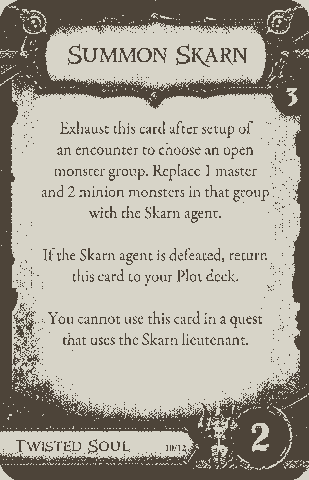 Summon Skarn
3
Exhaust this card after setup of
an encounter to choose an open
monster group. Replace 1 master
and 2 minion monsters in that group
with the Skarn agent.
If the Skarn agent is defeated, return
this card to your Plot deck.
You cannot use this card in a quest
that uses the Skarn lieutenant.
Twisted Soul
10/12
2